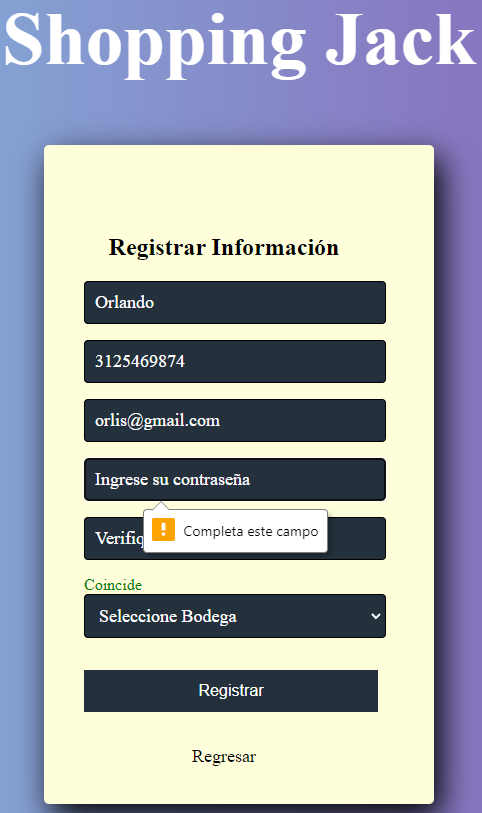 Shopping Jack
Registrar Información
Orlando
3125469874
orlis@gmail.com
Ingrese su contraseña
Completa este campo
Coincide
Seleccione Bodega
Registrar
Regresar